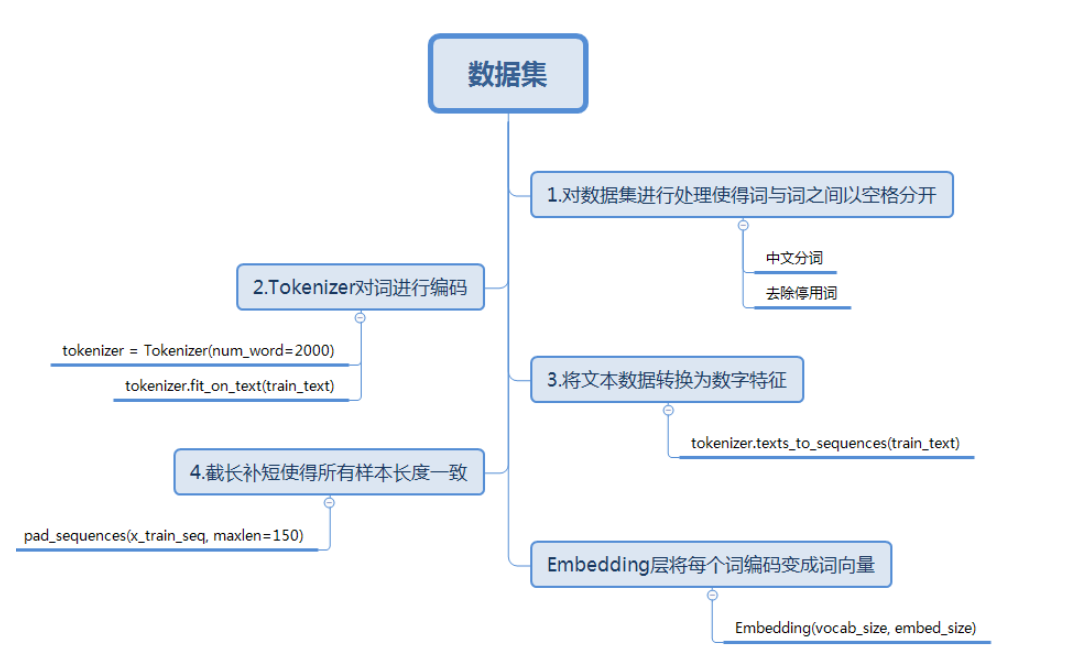 数据集
1.对数据集进行处理使得词与词之间以空格分开
中文分词
去除停用词
2.Tokenizer对词进行编码
tokenizer = Tokenizer(num_word=2000)
tokenizer.fit_on_text(train_text)
3.将文本数据转换为数字特征
tokenizer.texts_to_sequences(train_text)
4.截长补短使得所有样本长度一致
pad_sequences(x_train_seq, maxlen=150)
Embedding层将每个词编码变成词向量
Embedding(vocab_size, embed_size)